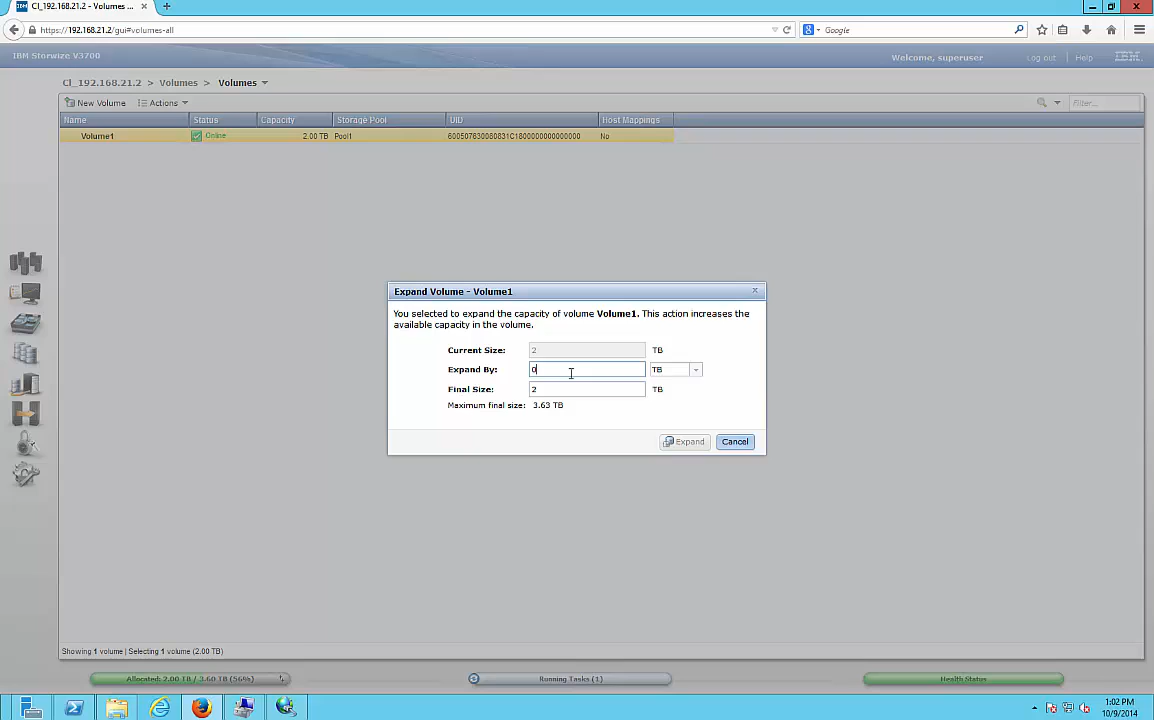 CI_192.168.21.2 - Volumes ...
https://192.168.21.2/gui#volumes-all
Google
IBM Storwize V3700
Welcome, superuser
Log out
Help
IBM
CI_192.168.21.2 > Volumes > Volumes
New Volume
Actions
Filter...
Name Status Capacity Storage Pool UID Host Mappings
Volume1 Online 2.00 TB Pool1 600507630080831C1800000000000000 No
Expand Volume - Volume1
You selected to expand the capacity of volume Volume1. This action increases the
available capacity in the volume.
Current Size: 2 TB
Expand By: 0 TB
Final Size: 2 TB
Maximum final size: 3.63 TB
Expand
Cancel
Showing 1 volume | Selecting 1 volume (2.00 TB)
Allocated: 2.00 TB / 3.60 TB (56%)
Running Tasks (1)
Health Status
1:02 PM
10/9/2014